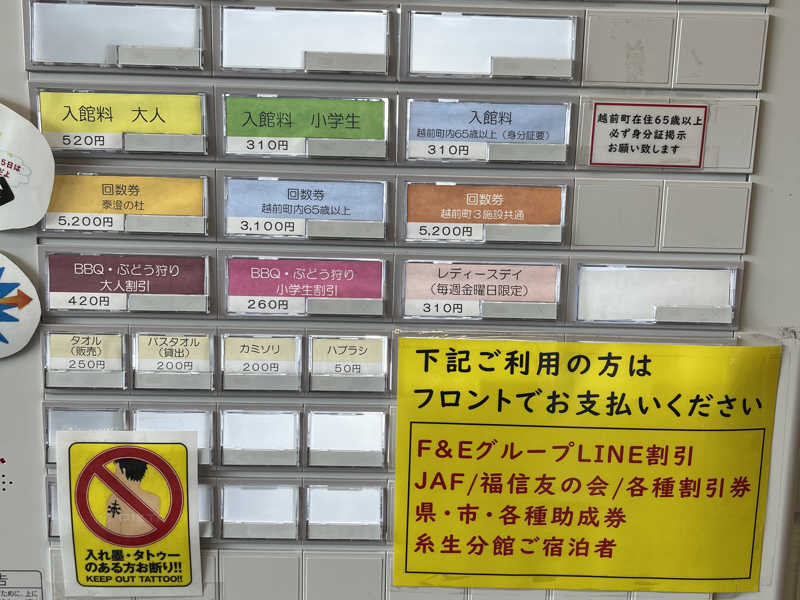 入館料 大人
520円
入館料 小学生
310円
入館料
越前町内65歳以上(身分証要)
310円
越前町在住65歳以上
必ず身分証掲示
お願い致します
回数券
泰澄の杜
5,200円
回数券
越前町内65歳以上
3,100円
回数券
越前町3施設共通
5,200円
BBQ・ぶどう狩り
大人割引
420円
BBQ・ぶどう狩り
小学生割引
260円
レディースデイ
(毎週金曜日限定)
310円
タオル
(販売)
250円
バスタオル
(貸出)
200円
カミソリ
200円
ハブラシ
50円
下記ご利用の方は
フロントでお支払いください
F&EグループLINE割引
JAF/福信友の会/各種割引券
県・市・各種助成券
糸生分館ご宿泊者
入れ墨・タトゥー
のある方お断り!!
KEEP OUT TATTOO!!